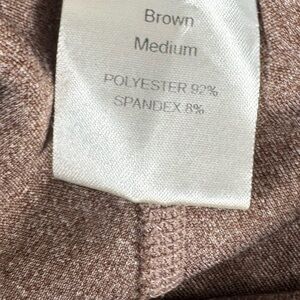 Brown
Medium
POLYESTER 92%
SPANDEX 8%